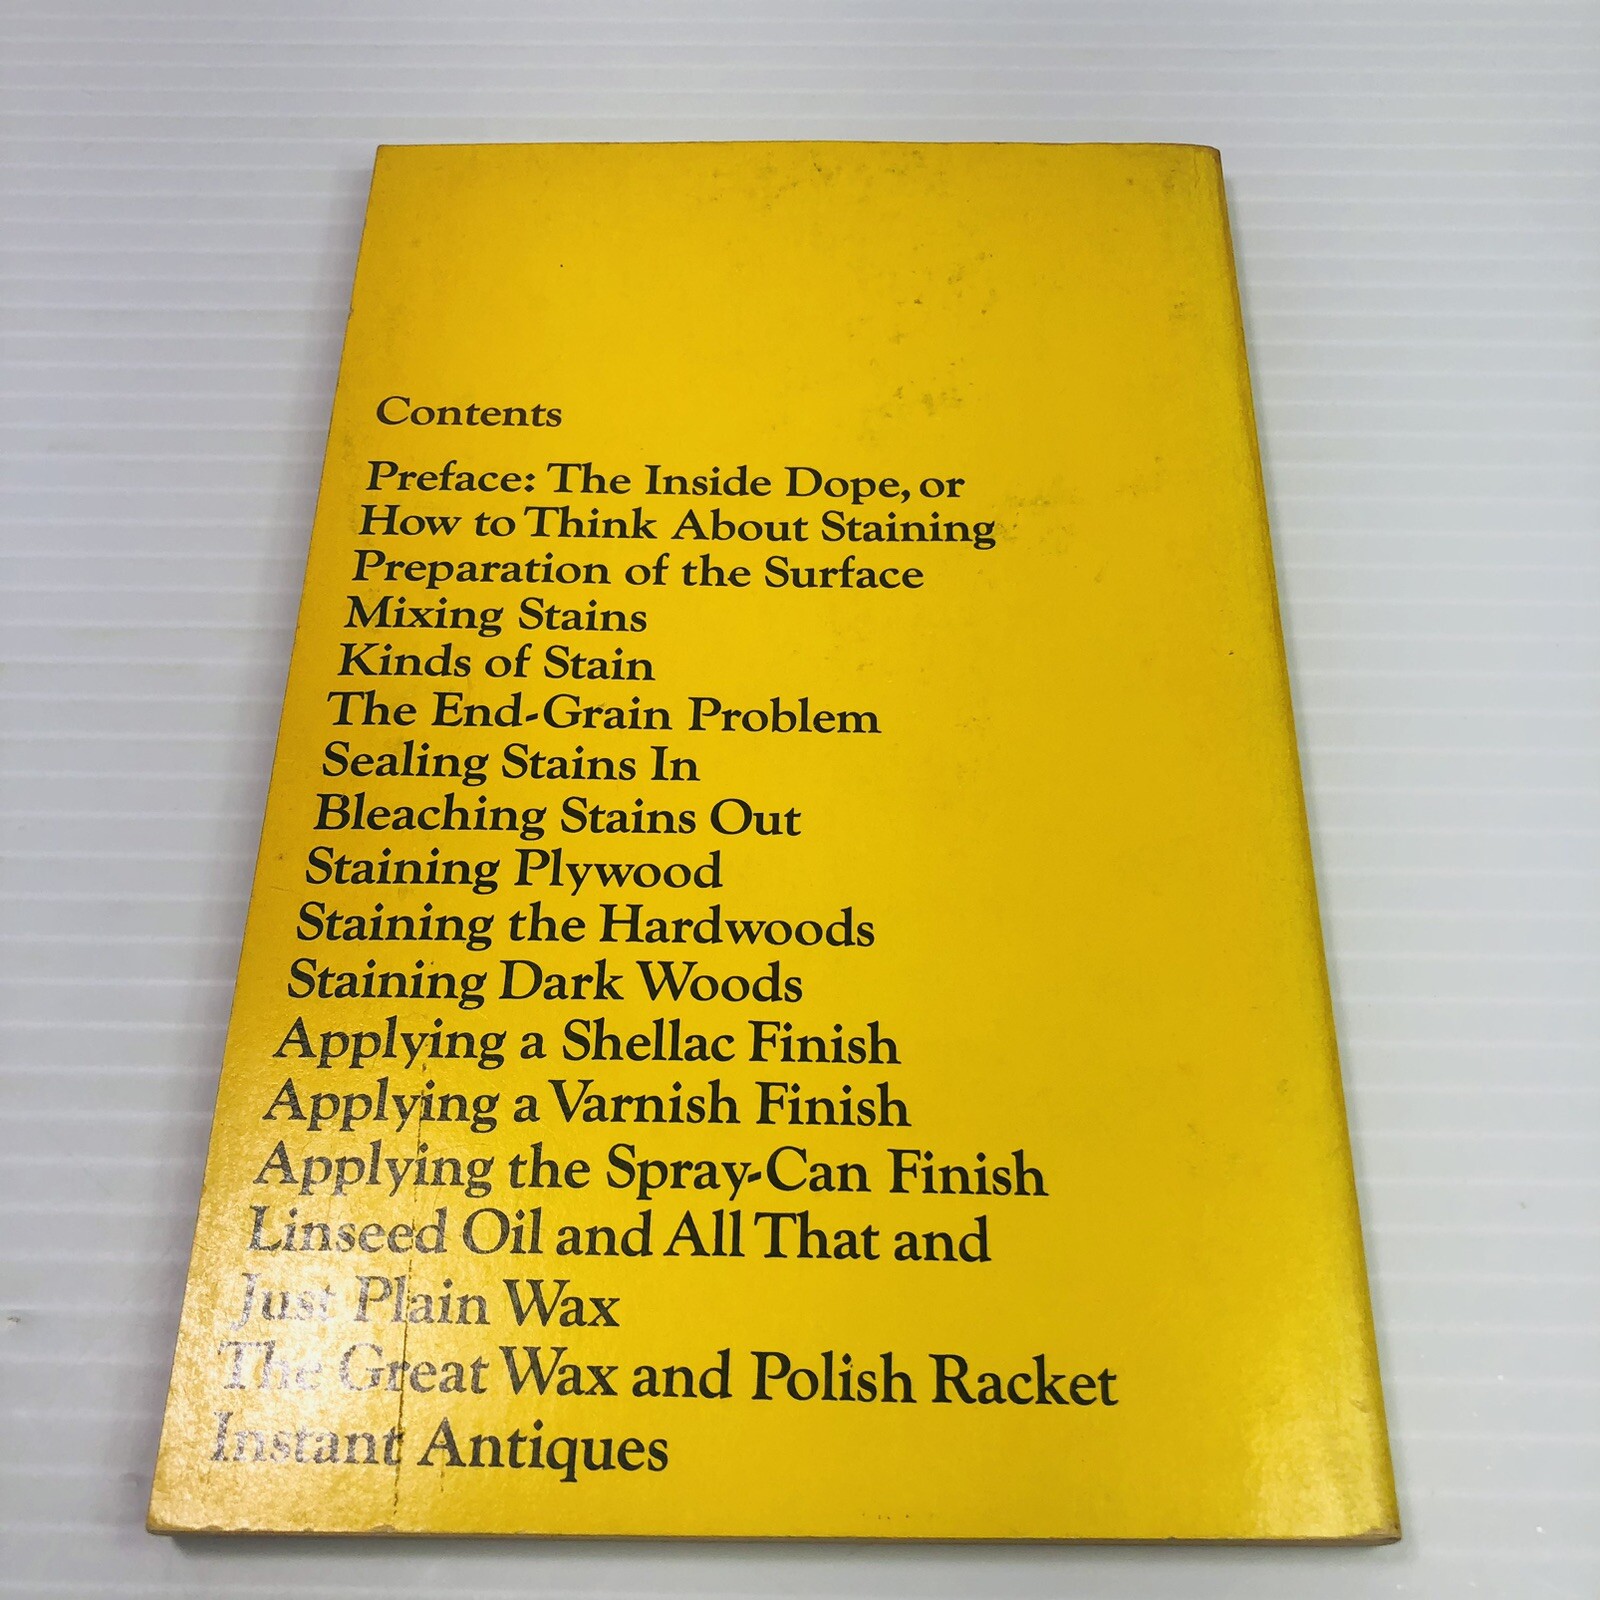 Contents
Preface: The Inside Dope, or
How to Think About Staining
Preparation of the Surface
Mixing Stains
Kinds of Stain
The End-Grain Problem
Sealing Stains In
Bleaching Stains Out
Staining Plywood
Staining the Hardwoods
Staining Dark Woods
Applying a Shellac Finish
Applying a Varnish Finish
Applying the Spray-Can Finish
Linseed Oil and All That and
Just Plain Wax
The Great Wax and Polish Racket
Instant Antiques